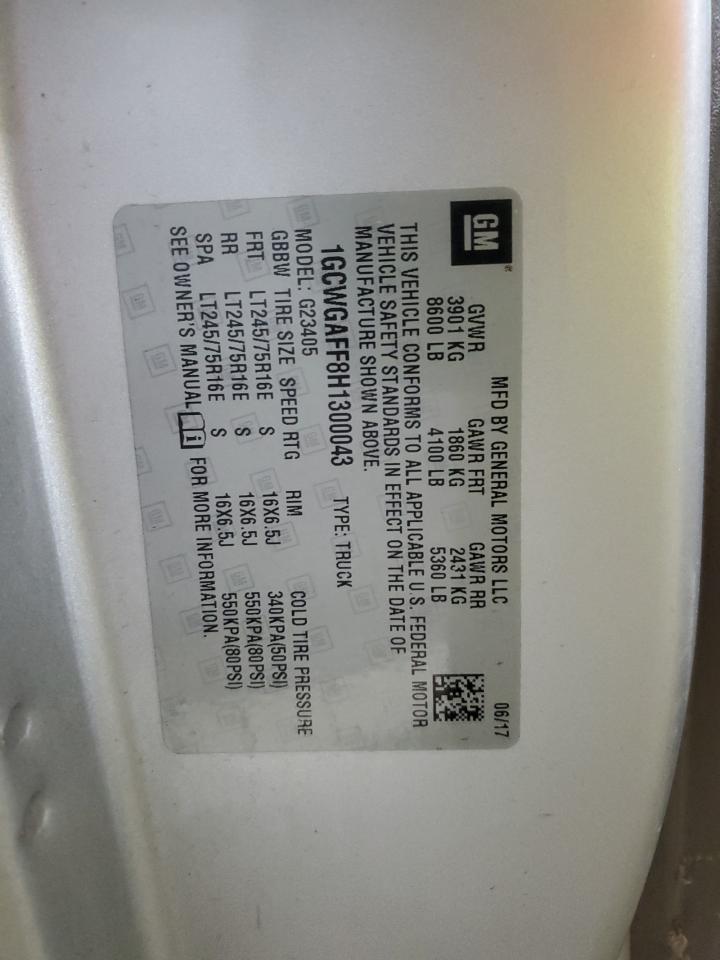 GM®
MFD BY GENERAL MOTORS LLC 06/17
GVWR GAWR FRT GAWR RR
3901 KG 1860 KG 2431 KG
8600 LB 4100 LB 5360 LB
THIS VEHICLE CONFORMS TO ALL APPLICABLE U.S. FEDERAL MOTOR
VEHICLE SAFETY STANDARDS IN EFFECT ON THE DATE OF
MANUFACTURE SHOWN ABOVE.
1GCWGAFF8H1300043 TYPE: TRUCK
MODEL: G23405
GBBW TIRE SIZE SPEED RTG RIM COLD TIRE PRESSURE
FRT LT245/75R16E S 16X6.5J 340KPA(50PSI)
RR LT245/75R16E S 16X6.5J 550KPA(80PSI)
SPA LT245/75R16E S 16X6.5J 550KPA(80PSI)
SEE OWNER'S MANUAL i FOR MORE INFORMATION.